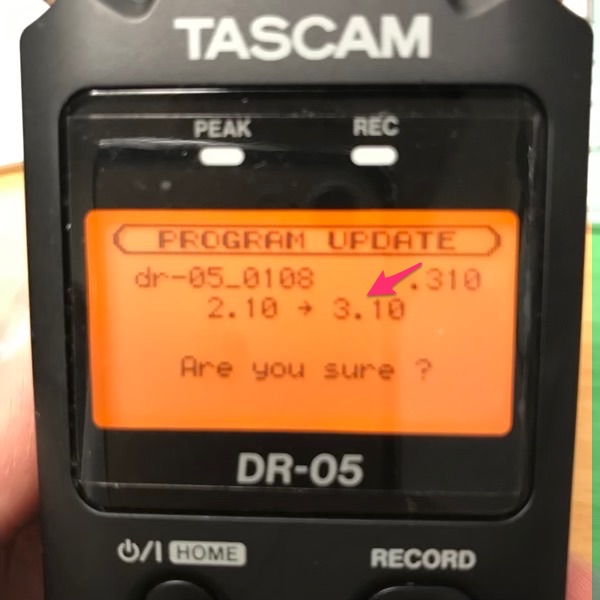 TASCAM
PEAK REC
PROGRAM UPDATE
dr-05_0108 .310
2.10 → 3.10
Are you sure ?
DR-05
⏻/I HOME RECORD